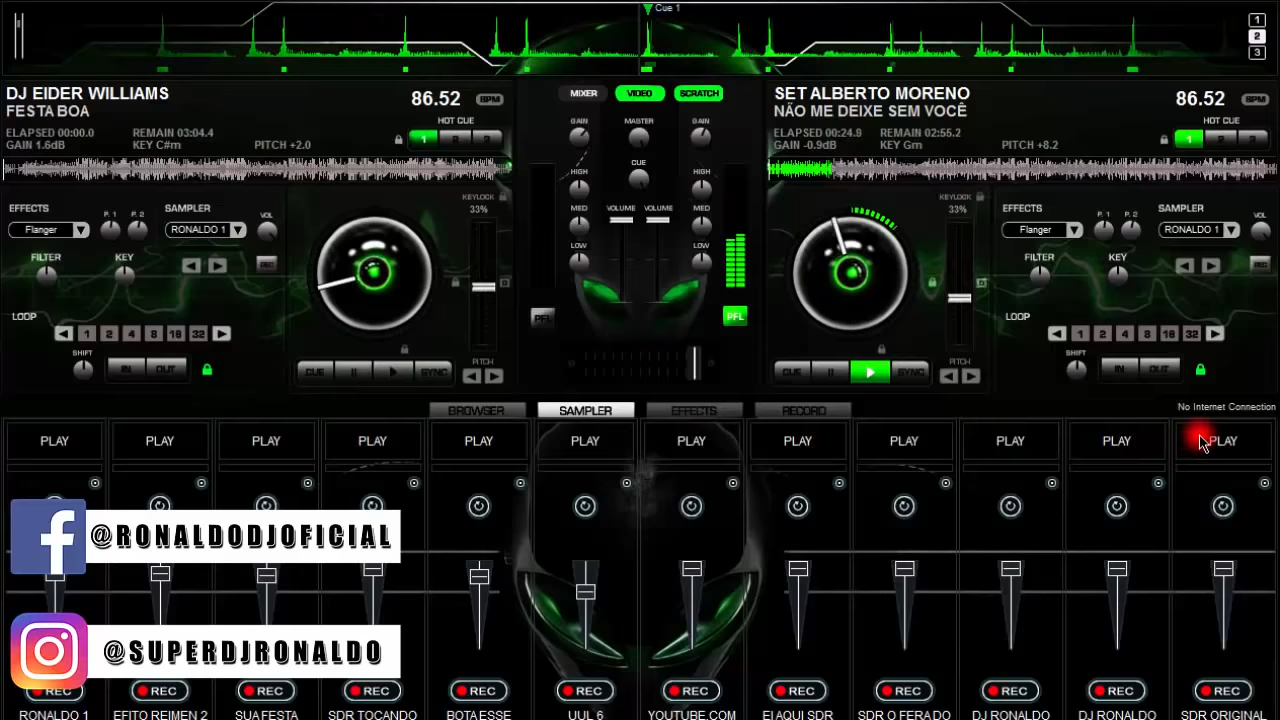 Cue 1
1
2
3
DJ EIDER WILLIAMS
86.52 BPM
FESTA BOA
HOT CUE
ELAPSED 00:00.0 REMAIN 03:04.4
1 2 3
GAIN 1.6dB KEY C#m PITCH +2.0
MIXER VIDEO SCRATCH
GAIN MASTER GAIN
CUE
HIGH HIGH
MED VOLUME VOLUME MED
LOW LOW
PFL PFL
SET ALBERTO MORENO
86.52 BPM
NÃO ME DEIXE SEM VOCÊ
HOT CUE
ELAPSED 00:24.9 REMAIN 02:55.2
1 2 3
GAIN -0.9dB KEY Gm PITCH +8.2
EFFECTS P. 1 P. 2 SAMPLER VOL
Flanger RONALDO 1
FILTER KEY REC
LOOP
1 2 4 8 16 32
SHIFT IN OUT
KEYLOCK
33%
CUE II SYNC
PITCH
KEYLOCK
33%
CUE II SYNC
PITCH
EFFECTS P. 1 P. 2 SAMPLER VOL
Flanger RONALDO 1
FILTER KEY REC
LOOP
1 2 4 8 16 32
SHIFT IN OUT
BROWSER SAMPLER EFFECTS RECORD
No Internet Connection
PLAY PLAY PLAY PLAY PLAY PLAY PLAY PLAY PLAY PLAY PLAY PLAY
@RONALDODJOFICIAL
@SUPERDJRONALDO
REC REC REC REC REC REC REC REC REC REC REC REC
RONALDO 1 EFITO REIMEN 2 SUA FESTA SDR TOCANDO BOTA ESSE UUL 6 YOUTUBE.COM EI AQUI SDR SDR O FERA DO DJ RONALDO DJ RONALDO SDR ORIGINAL